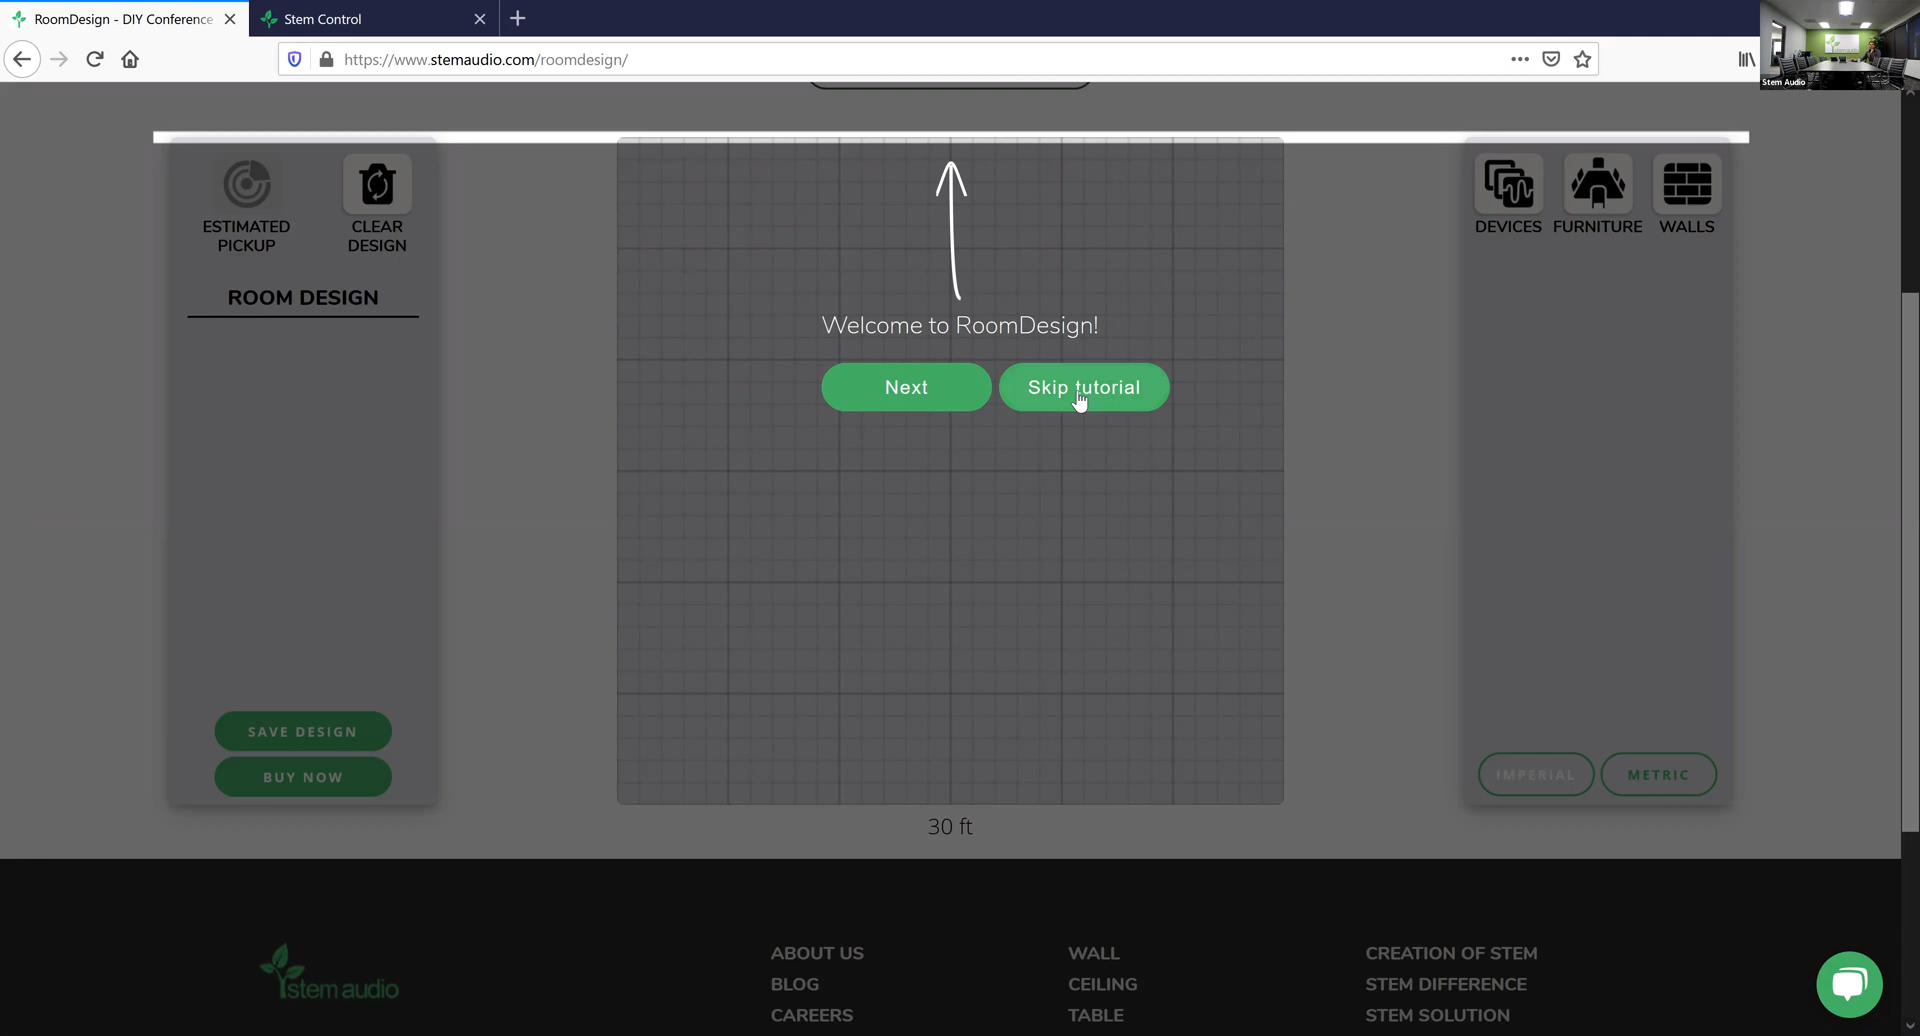 RoomDesign - DIY Conference
Stem Control
https://www.stemaudio.com/roomdesign/
Stem Audio
ESTIMATED
PICKUP
CLEAR
DESIGN
ROOM DESIGN
SAVE DESIGN
BUY NOW
Welcome to RoomDesign!
Next
Skip tutorial
30 ft
DEVICES
FURNITURE
WALLS
IMPERIAL
METRIC
stem audio
ABOUT US
BLOG
CAREERS
WALL
CEILING
TABLE
CREATION OF STEM
STEM DIFFERENCE
STEM SOLUTION